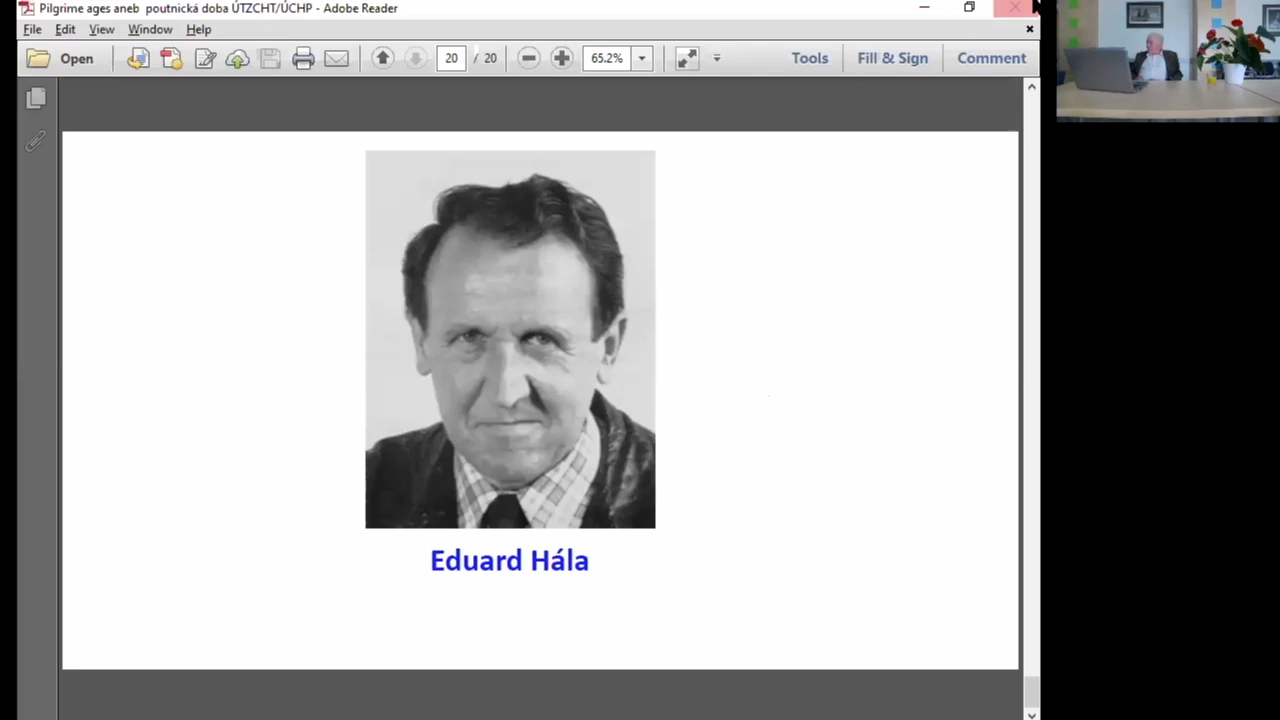 Pilgrime ages aneb  poutnická doba ÚTZCHT/ÚCHP - Adobe Reader
File Edit View Window Help
Open 20 / 20 65.2% Tools Fill & Sign Comment
Eduard Hála